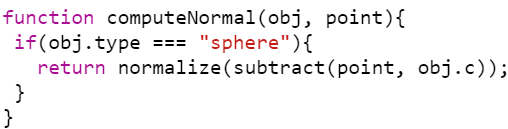 function computeNormal(obj, point){
 if(obj.type === "sphere"){
   return normalize(subtract(point, obj.c));
 }
}